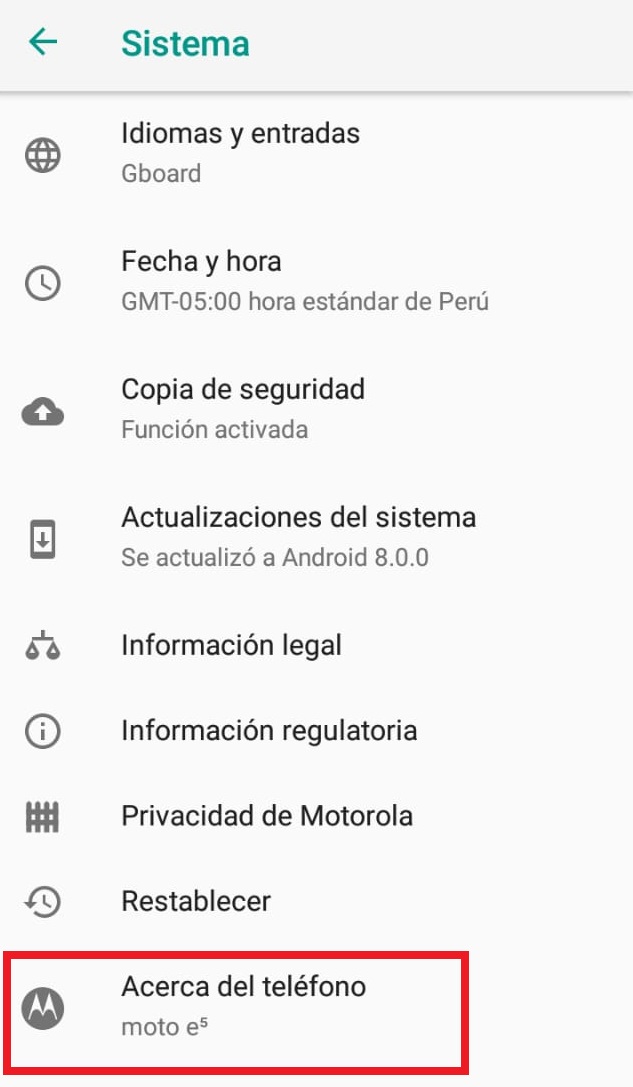 Sistema
Idiomas y entradas
Gboard
Fecha y hora
GMT-05:00 hora estándar de Perú
Copia de seguridad
Función activada
Actualizaciones del sistema
Se actualizó a Android 8.0.0
Información legal
Información regulatoria
Privacidad de Motorola
Restablecer
Acerca del teléfono
moto e⁵